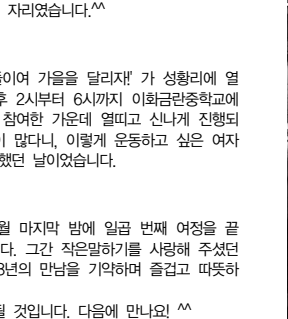 자리였습니다.^^
들이여 가을을 달리자!' 가 성황리에 열
후 2시부터 6시까지 이화금란중학교에
참여한 가운데 열띠고 신나게 진행되
이 많다니, 이렇게 운동하고 싶은 여자
했던 날이었습니다.
월 마지막 밤에 일곱 번째 여정을 끝
다. 그간 작은말하기를 사랑해 주셨던
8년의 만남을 기약하며 즐겁고 따뜻하
될 것입니다. 다음에 만나요! ^^